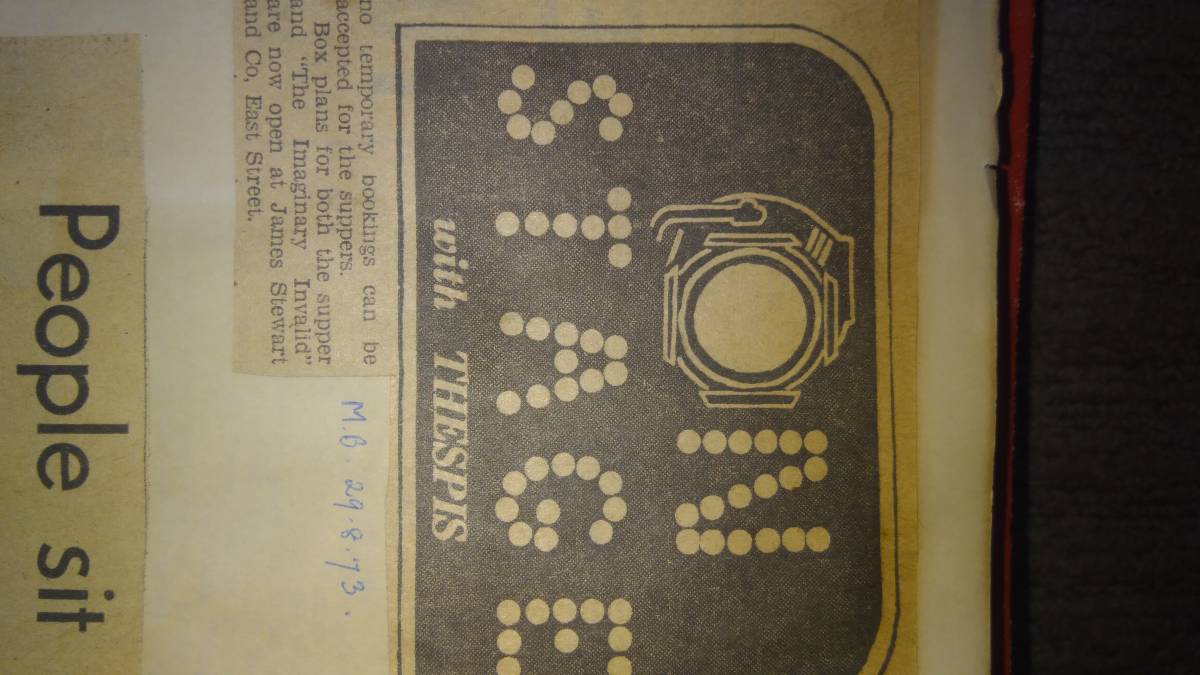 ON
STAGE
with THESPIS
no temporary bookings can be
accepted for the suppers.
Box plans for both the supper
and "The Imaginary Invalid"
are now open at James Stewart
and Co, East Street.
M.B. 29.8.73.
People sit